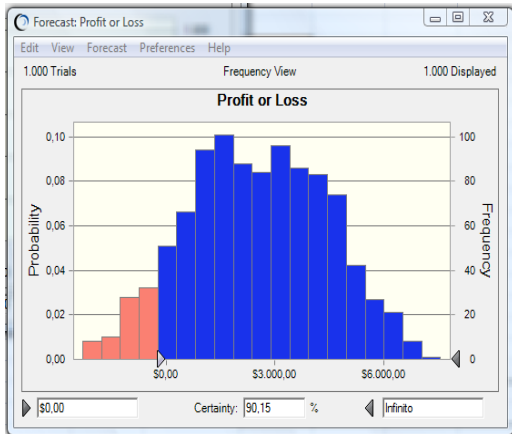 Forecast: Profit or Loss
Edit View Forecast Preferences Help
1.000 Trials Frequency View 1.000 Displayed
Profit or Loss
0,10 100
0,08 80
0,06 60
0,04 40
0,02 20
0,00 0
Probability
Frequency
$0,00 $3.000,00 $6.000,00
$0,00 Certainty: 90,15 % Infinito